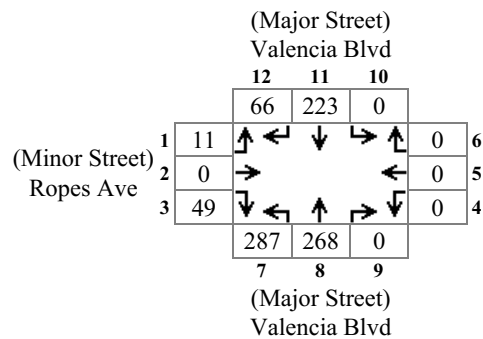 (Major Street)
Valencia Blvd
12 11 10
66 223 0
1 11 0 6
(Minor Street)
2 0 0 5
Ropes Ave
3 49 0 4
287 268 0
7 8 9
(Major Street)
Valencia Blvd